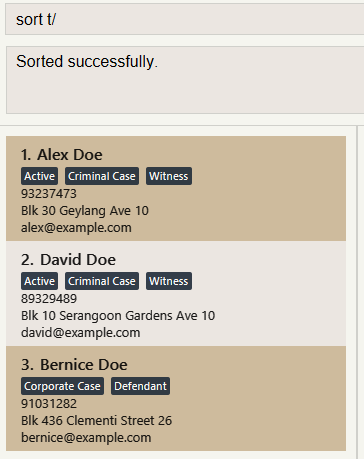 sort t/
Sorted successfully.
1. Alex Doe
Active Criminal Case Witness
93237473
Blk 30 Geylang Ave 10
alex@example.com
2. David Doe
Active Criminal Case Witness
89329489
Blk 10 Serangoon Gardens Ave 10
david@example.com
3. Bernice Doe
Corporate Case Defendant
91031282
Blk 436 Clementi Street 26
bernice@example.com